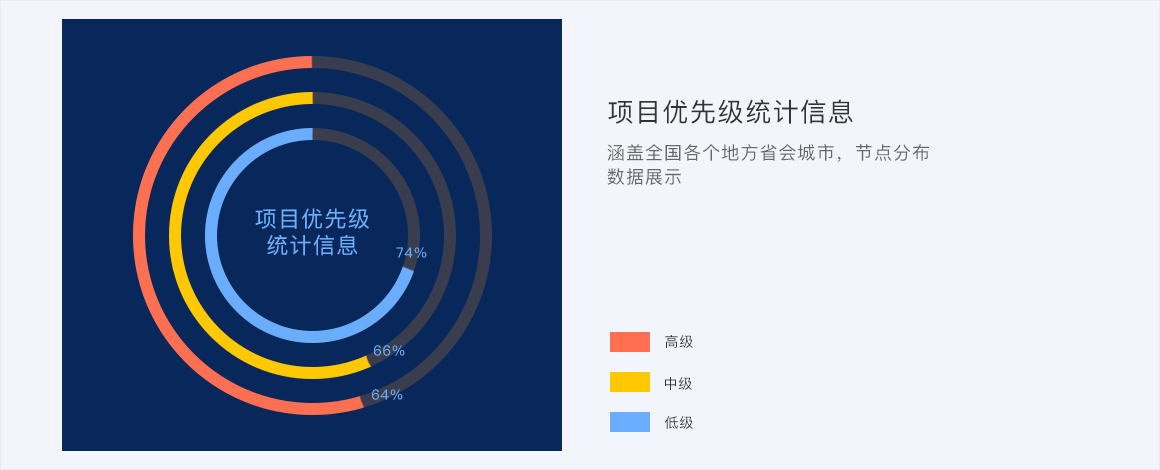 项目优先级
统计信息
74%
66%
64%
项目优先级统计信息
涵盖全国各个地方省会城市，节点分布
数据展示
高级
中级
低级